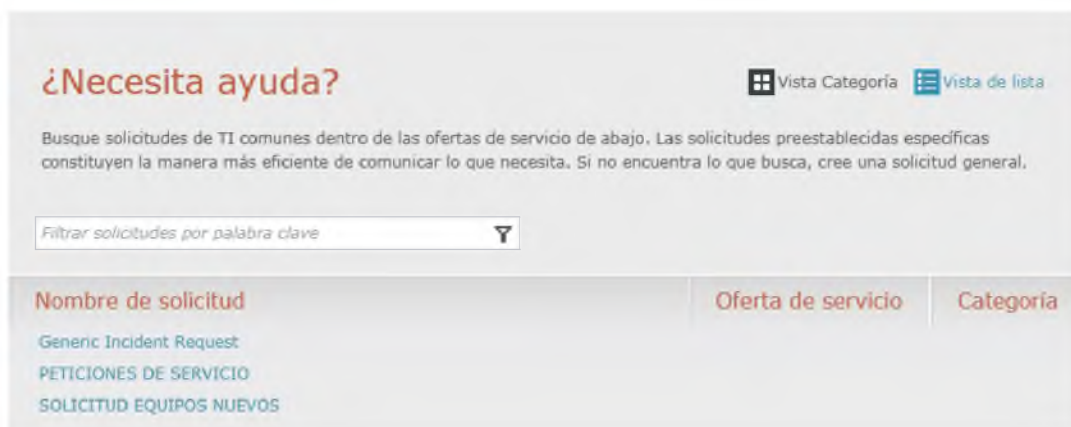 ¿Necesita ayuda?
Vista Categoría
Vista de lista
Busque solicitudes de TI comunes dentro de las ofertas de servicio de abajo. Las solicitudes preestablecidas específicas
constituyen la manera más eficiente de comunicar lo que necesita. Si no encuentra lo que busca, cree una solicitud general.
Filtrar solicitudes por palabra clave
Nombre de solicitud
Oferta de servicio
Categoría
Generic Incident Request
PETICIONES DE SERVICIO
SOLICITUD EQUIPOS NUEVOS